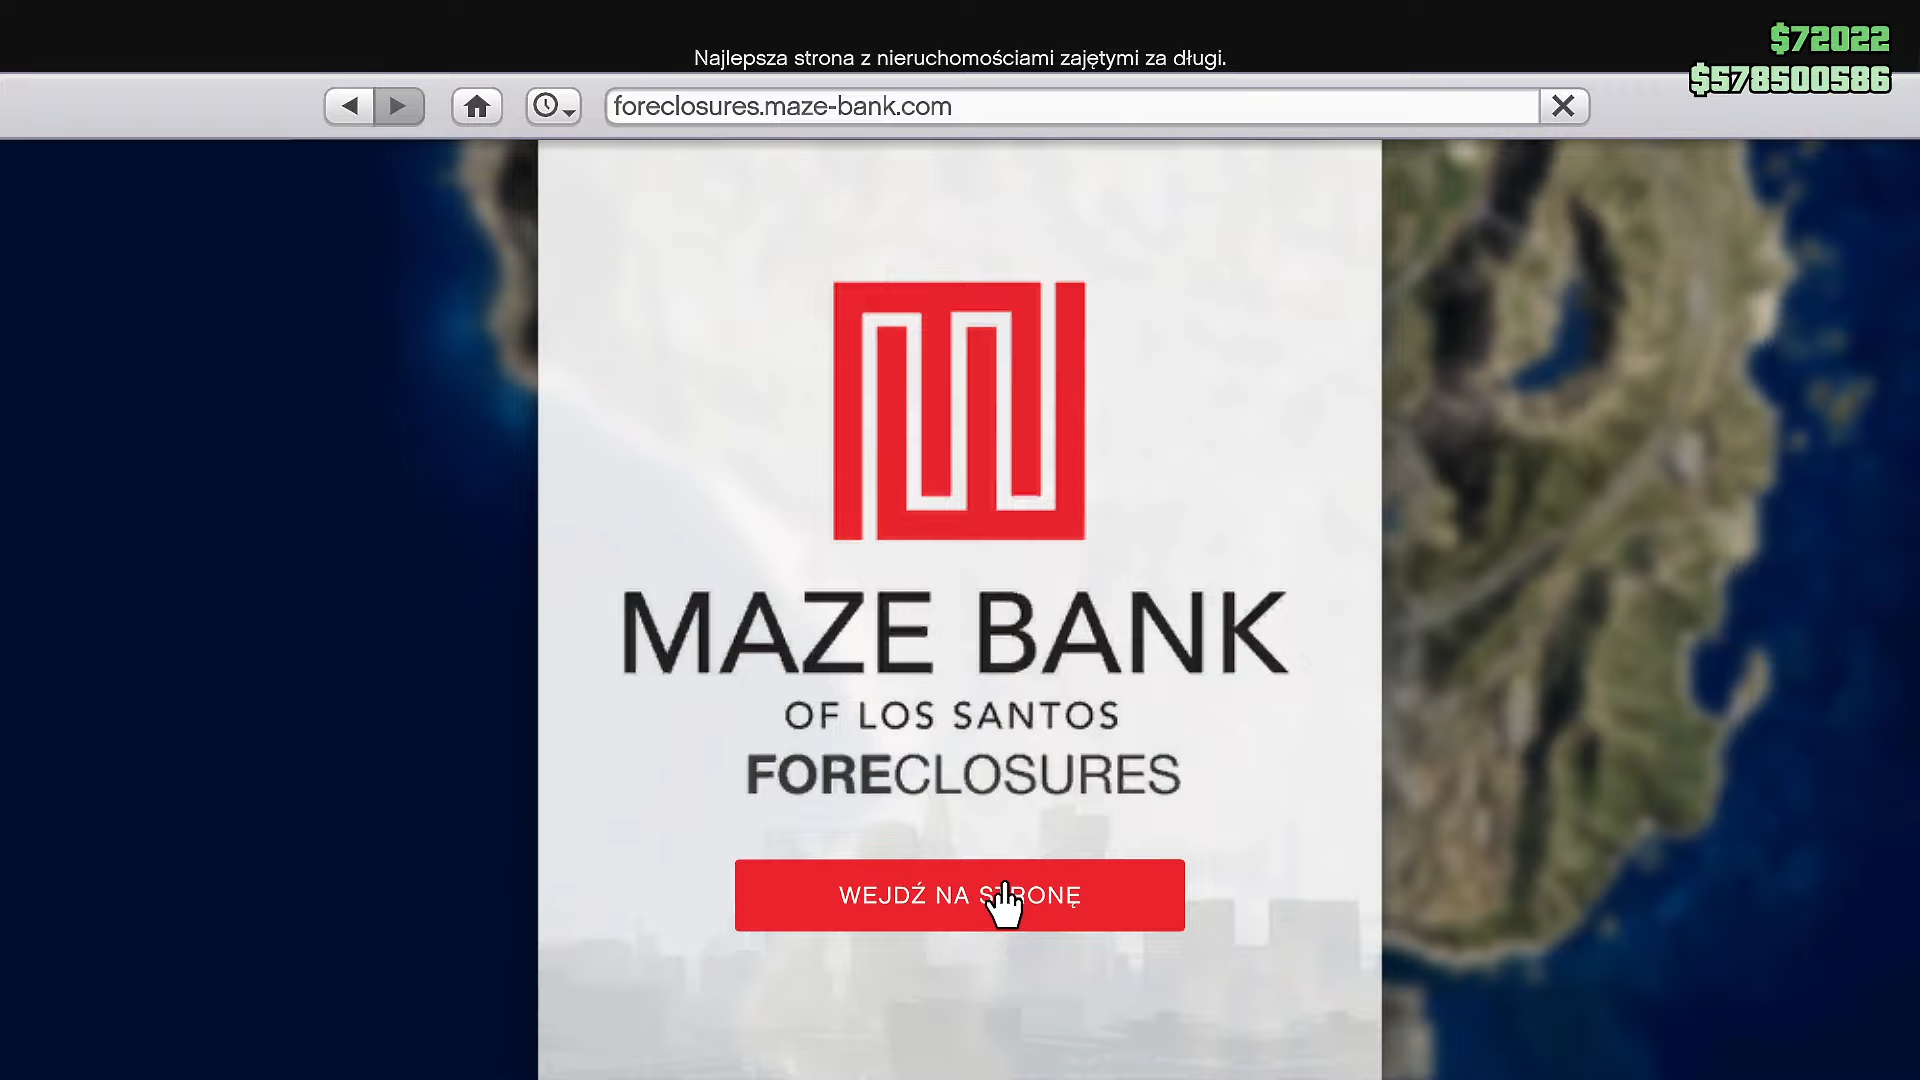 Najlepsza strona z nieruchomościami zajętymi za długi.
$72022
$578500586
foreclosures.maze-bank.com
MAZE BANK
OF LOS SANTOS
FORECLOSURES
WEJDŹ NA STRONĘ